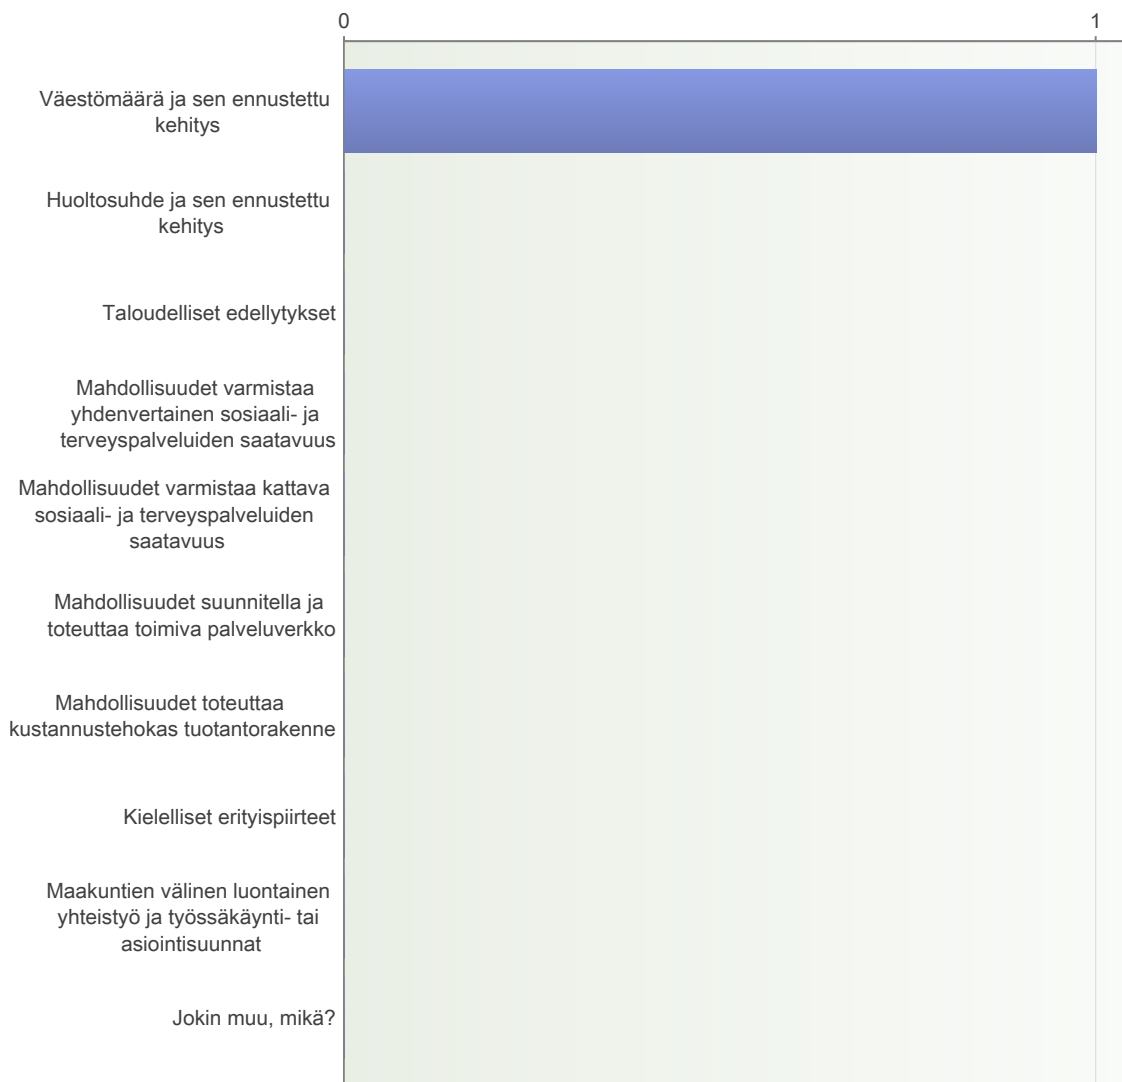 0 1
Väestömäärä ja sen ennustettu
kehitys
Huoltosuhde ja sen ennustettu
kehitys
Taloudelliset edellytykset
Mahdollisuudet varmistaa
yhdenvertainen sosiaali- ja
terveyspalveluiden saatavuus
Mahdollisuudet varmistaa kattava
sosiaali- ja terveyspalveluiden
saatavuus
Mahdollisuudet suunnitella ja
toteuttaa toimiva palveluverkko
Mahdollisuudet toteuttaa
kustannustehokas tuotantorakenne
Kielelliset erityispiirteet
Maakuntien välinen luontainen
yhteistyö ja työssäkäynti- tai
asiointisuunnat
Jokin muu, mikä?